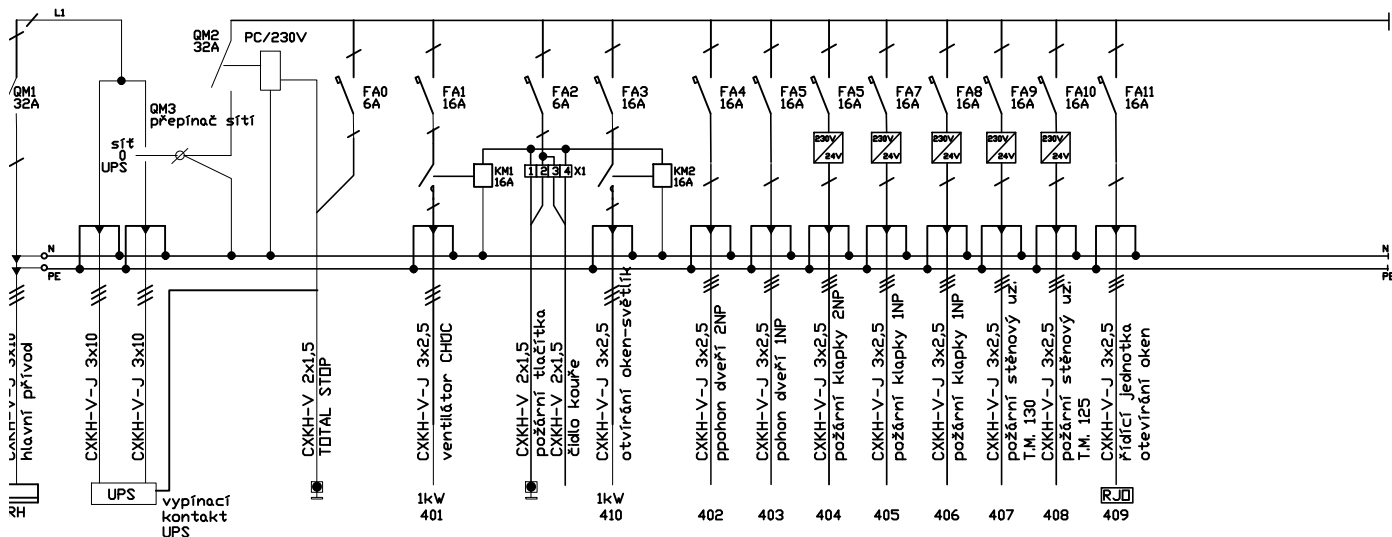 L1
QM1
32A
QM2
32A
PC/230V
QM3
přepínač sítí
síť
0
UPS
FA0
6A
FA1
16A
FA2
6A
FA3
16A
FA4
16A
FA5
16A
FA5
16A
FA7
16A
FA8
16A
FA9
16A
FA10
16A
FA11
16A
230V
24V
230V
24V
230V
24V
230V
24V
230V
24V
KM1
16A
1 2 3 4 X1
KM2
16A
N
PE
N
PE
CXKH-V-J 3x10
hlavní přívod
CXKH-V-J 3x10
CXKH-V-J 3x10
CXKH-V 2x1,5
TOTAL STOP
CXKH-V-J 3x2,5
ventilátor CHÚC
CXKH-V 2x1,5
požární tlačítka
CXKH-V 2x1,5
čidlo kouře
CXKH-V-J 3x2,5
otvírání oken-světlík
CXKH-V-J 3x2,5
ppohon dveří 2NP
CXKH-V-J 3x2,5
pohon dveří 1NP
CXKH-V-J 3x2,5
požární klapky 2NP
CXKH-V-J 3x2,5
požární klapky 1NP
CXKH-V-J 3x2,5
požární klapky 1NP
CXKH-V-J 3x2,5
požární stěnový uz.
T.M. 130
CXKH-V-J 3x2,5
požární stěnový uz.
T.M. 125
CXKH-V-J 3x2,5
řídící jednotka
otevírání oken
RH
UPS
vypínací
kontakt
UPS
1kW
401
1kW
410
402
403
404
405
406
407
408
RJO
409